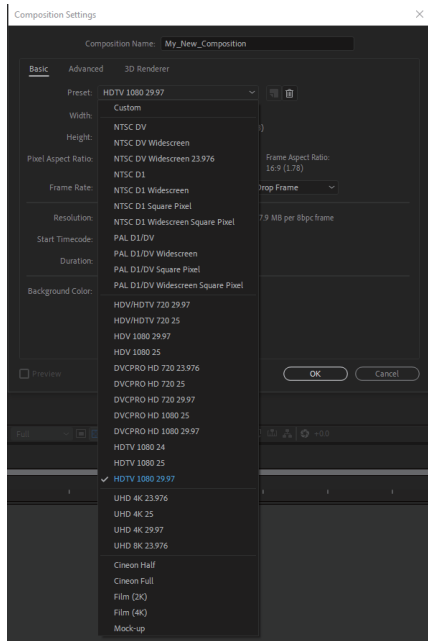 Composition Settings
Composition Name: My_New_Composition
Basic Advanced 3D Renderer
Preset: HDTV 1080 29.97
Width:
Height:
Pixel Aspect Ratio:
Frame Aspect Ratio:
16:9 (1.78)
Frame Rate: Drop Frame
Resolution: 7.9 MB per 8bpc frame
Start Timecode:
Duration:
Background Color:
Custom
NTSC DV
NTSC DV Widescreen
NTSC DV Widescreen 23.976
NTSC D1
NTSC D1 Widescreen
NTSC D1 Square Pixel
NTSC D1 Widescreen Square Pixel
PAL D1/DV
PAL D1/DV Widescreen
PAL D1/DV Square Pixel
PAL D1/DV Widescreen Square Pixel
HDV/HDTV 720 29.97
HDV/HDTV 720 25
HDV 1080 29.97
HDV 1080 25
DVCPRO HD 720 23.976
DVCPRO HD 720 25
DVCPRO HD 720 29.97
DVCPRO HD 1080 25
DVCPRO HD 1080 29.97
HDTV 1080 24
HDTV 1080 25
HDTV 1080 29.97
UHD 4K 23.976
UHD 4K 25
UHD 4K 29.97
UHD 8K 23.976
Cineon Half
Cineon Full
Film (2K)
Film (4K)
Mock-up
Preview OK Cancel
Full +0.0